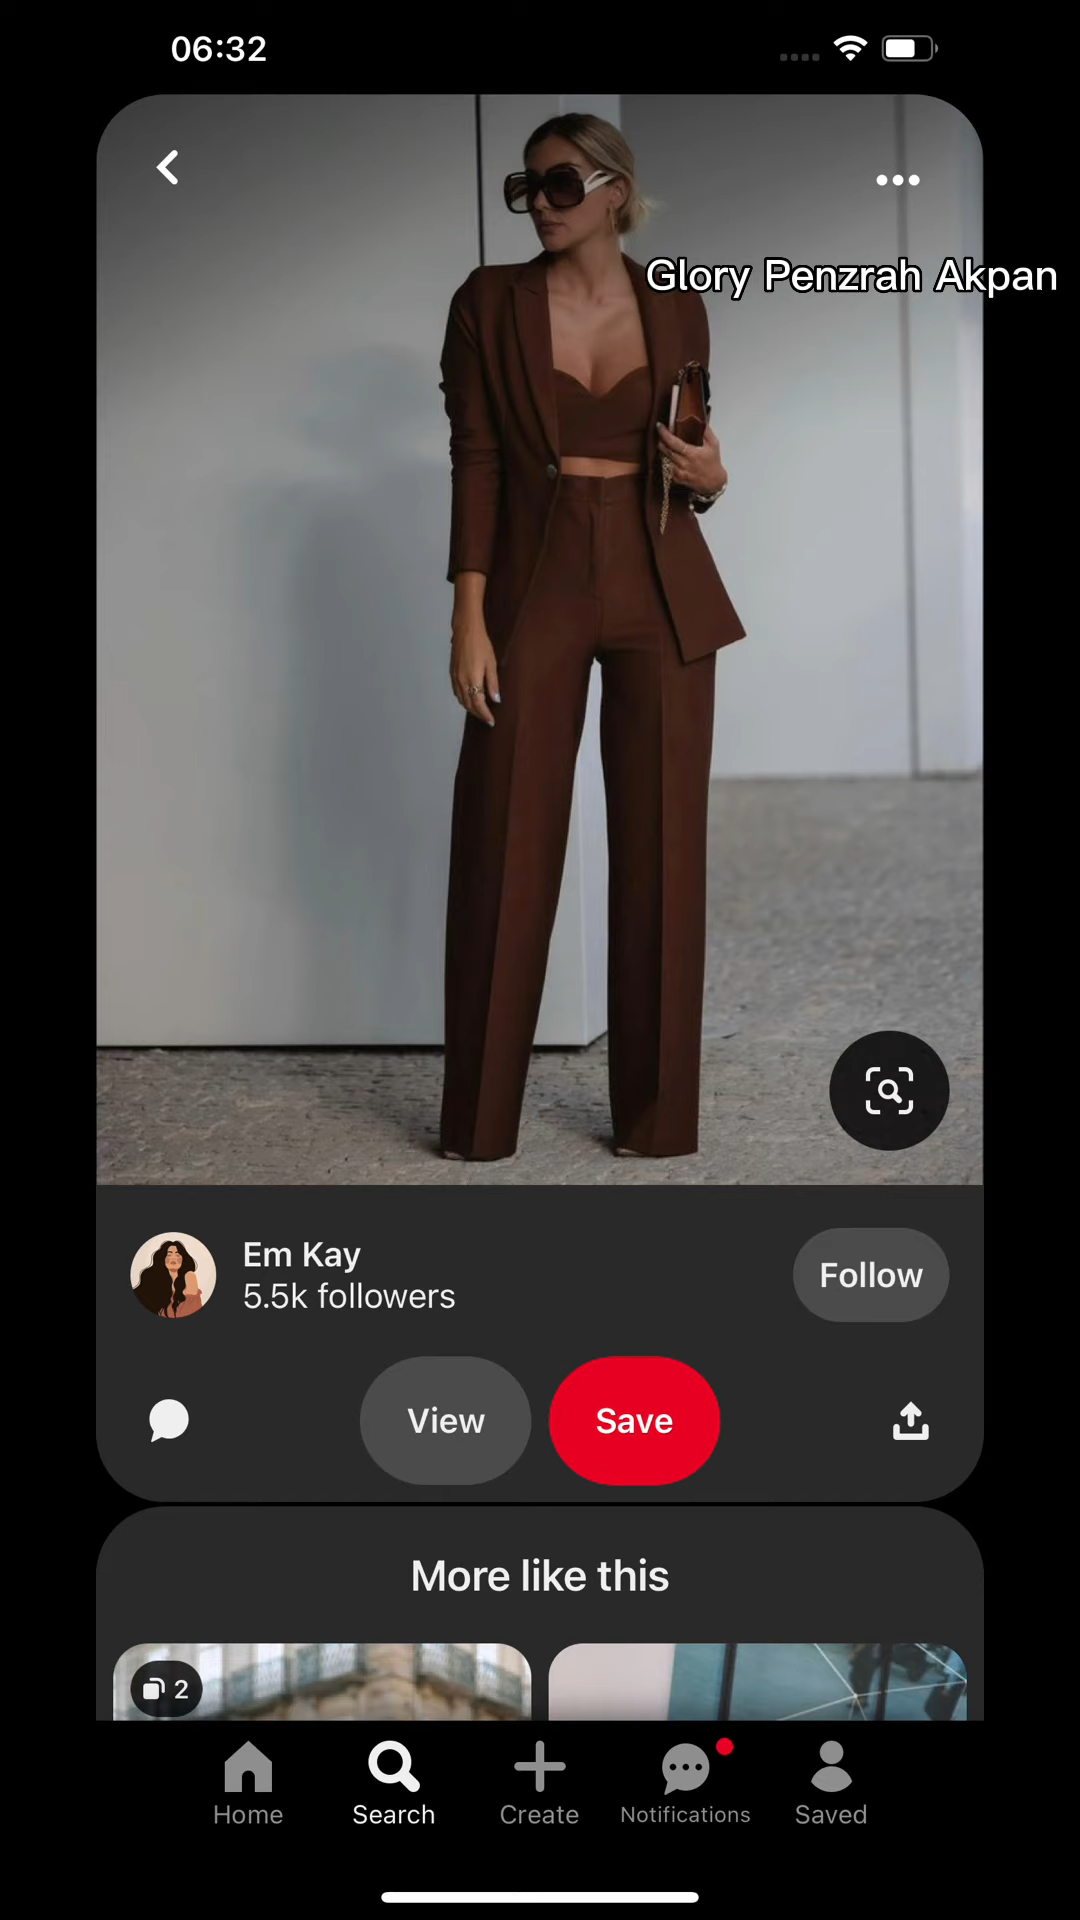 06:32
Glory Penzrah Akpan
Em Kay
5.5k followers
Follow
View
Save
More like this
2
Home
Search
Create
Notifications
Saved